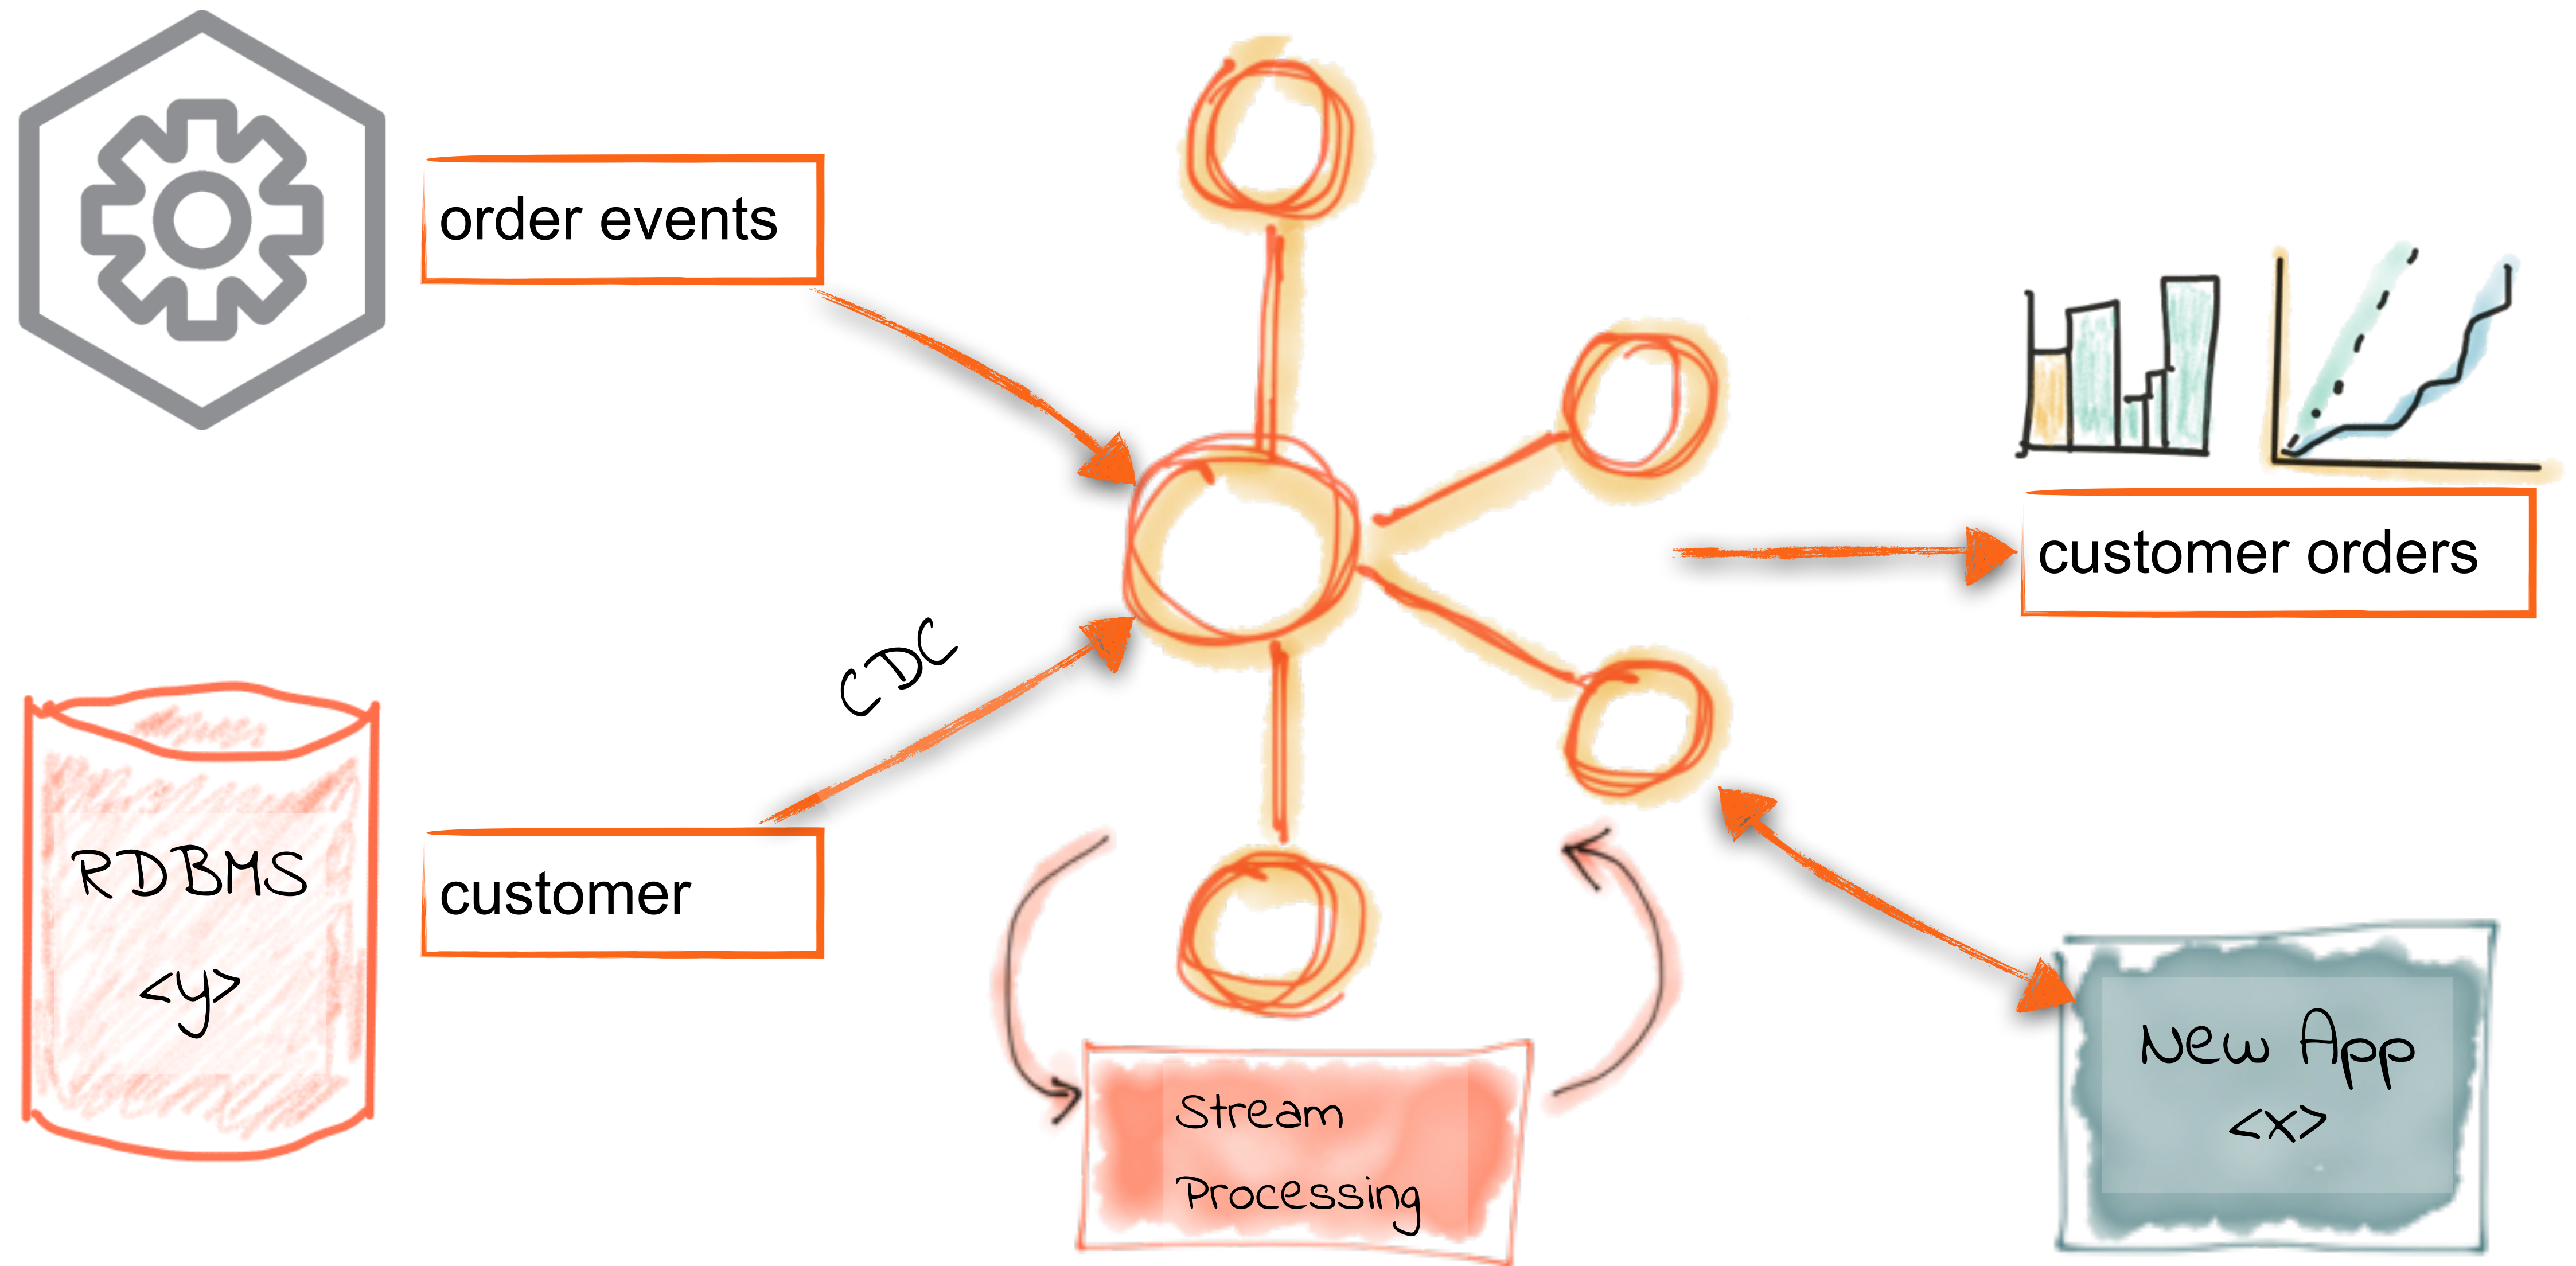 order events
customer orders
CDC
RDBMS
<y>
customer
New App
<x>
Stream
Processing